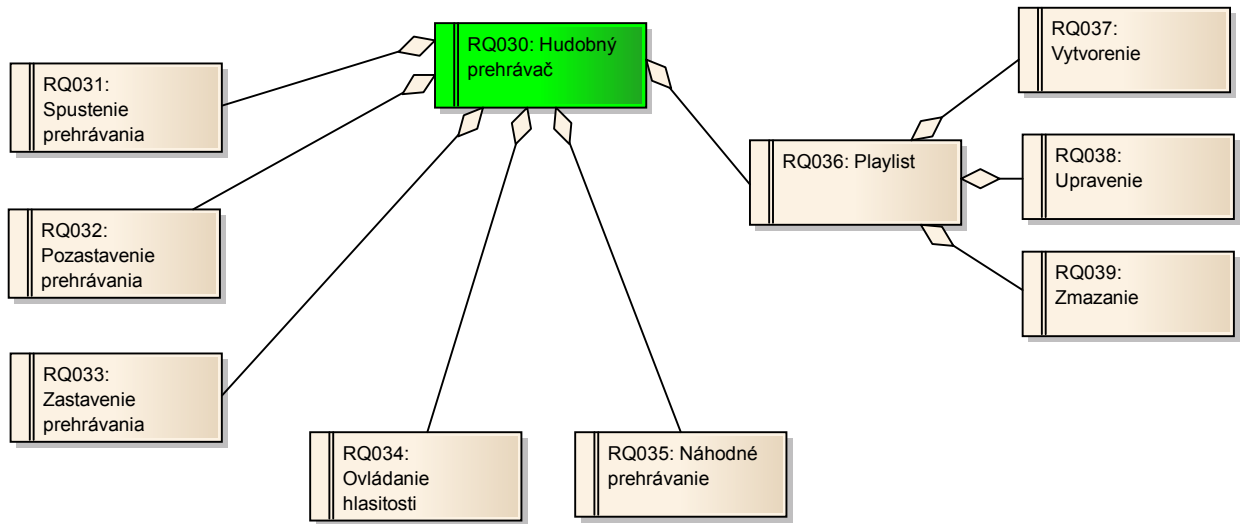 RQ030: Hudobný
prehrávač
RQ031:
Spustenie
prehrávania
RQ032:
Pozastavenie
prehrávania
RQ033:
Zastavenie
prehrávania
RQ034:
Ovládanie
hlasitosti
RQ035: Náhodné
prehrávanie
RQ036: Playlist
RQ037:
Vytvorenie
RQ038:
Upravenie
RQ039:
Zmazanie